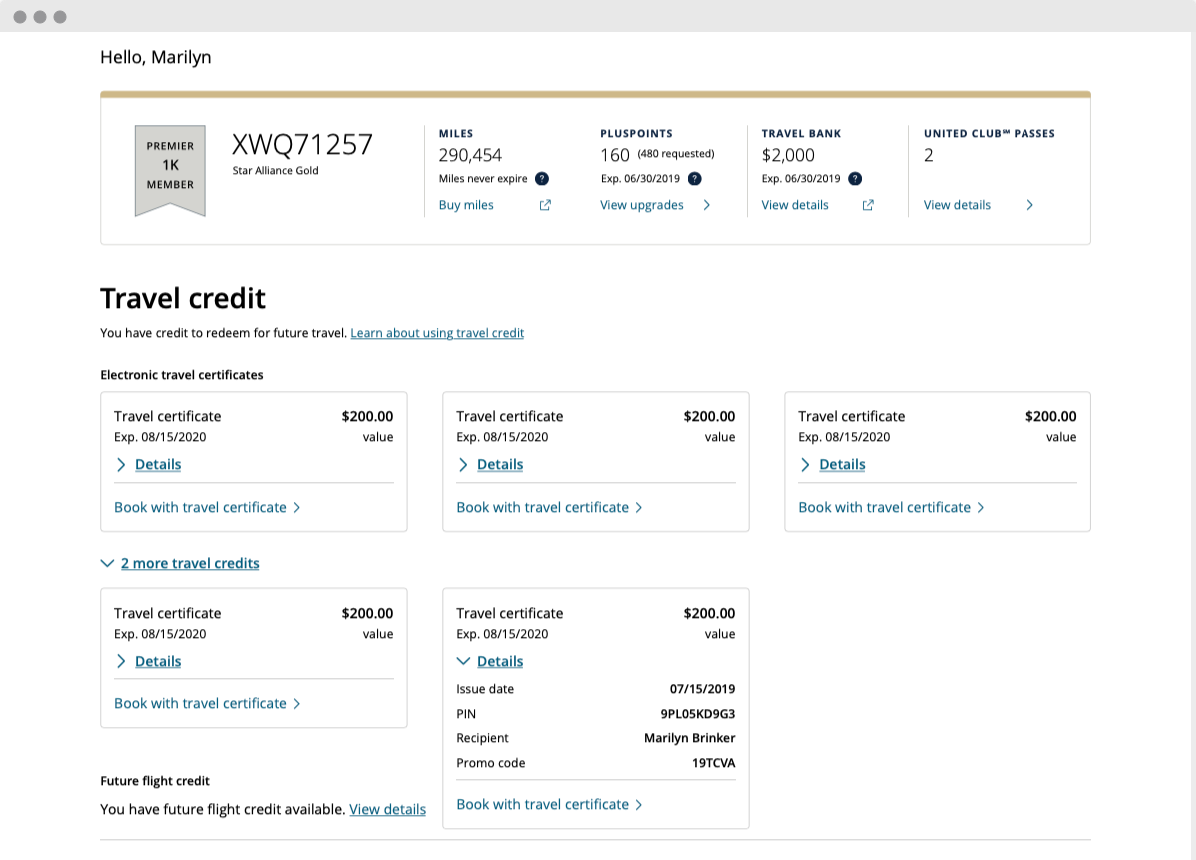 Hello, Marilyn
PREMIER
1K
MEMBER
XWQ71257
Star Alliance Gold
MILES
290,454
Miles never expire ?
Buy miles
PLUSPOINTS
160 (480 requested)
Exp. 06/30/2019 ?
View upgrades
TRAVEL BANK
$2,000
Exp. 06/30/2019 ?
View details
UNITED CLUB℠ PASSES
2
View details
Travel credit
You have credit to redeem for future travel. Learn about using travel credit
Electronic travel certificates
Travel certificate $200.00
Exp. 08/15/2020 value
Details
Book with travel certificate
Travel certificate $200.00
Exp. 08/15/2020 value
Details
Book with travel certificate
Travel certificate $200.00
Exp. 08/15/2020 value
Details
Book with travel certificate
2 more travel credits
Travel certificate $200.00
Exp. 08/15/2020 value
Details
Book with travel certificate
Travel certificate $200.00
Exp. 08/15/2020 value
Details
Issue date 07/15/2019
PIN 9PL05KD9G3
Recipient Marilyn Brinker
Promo code 19TCVA
Book with travel certificate
Future flight credit
You have future flight credit available. View details